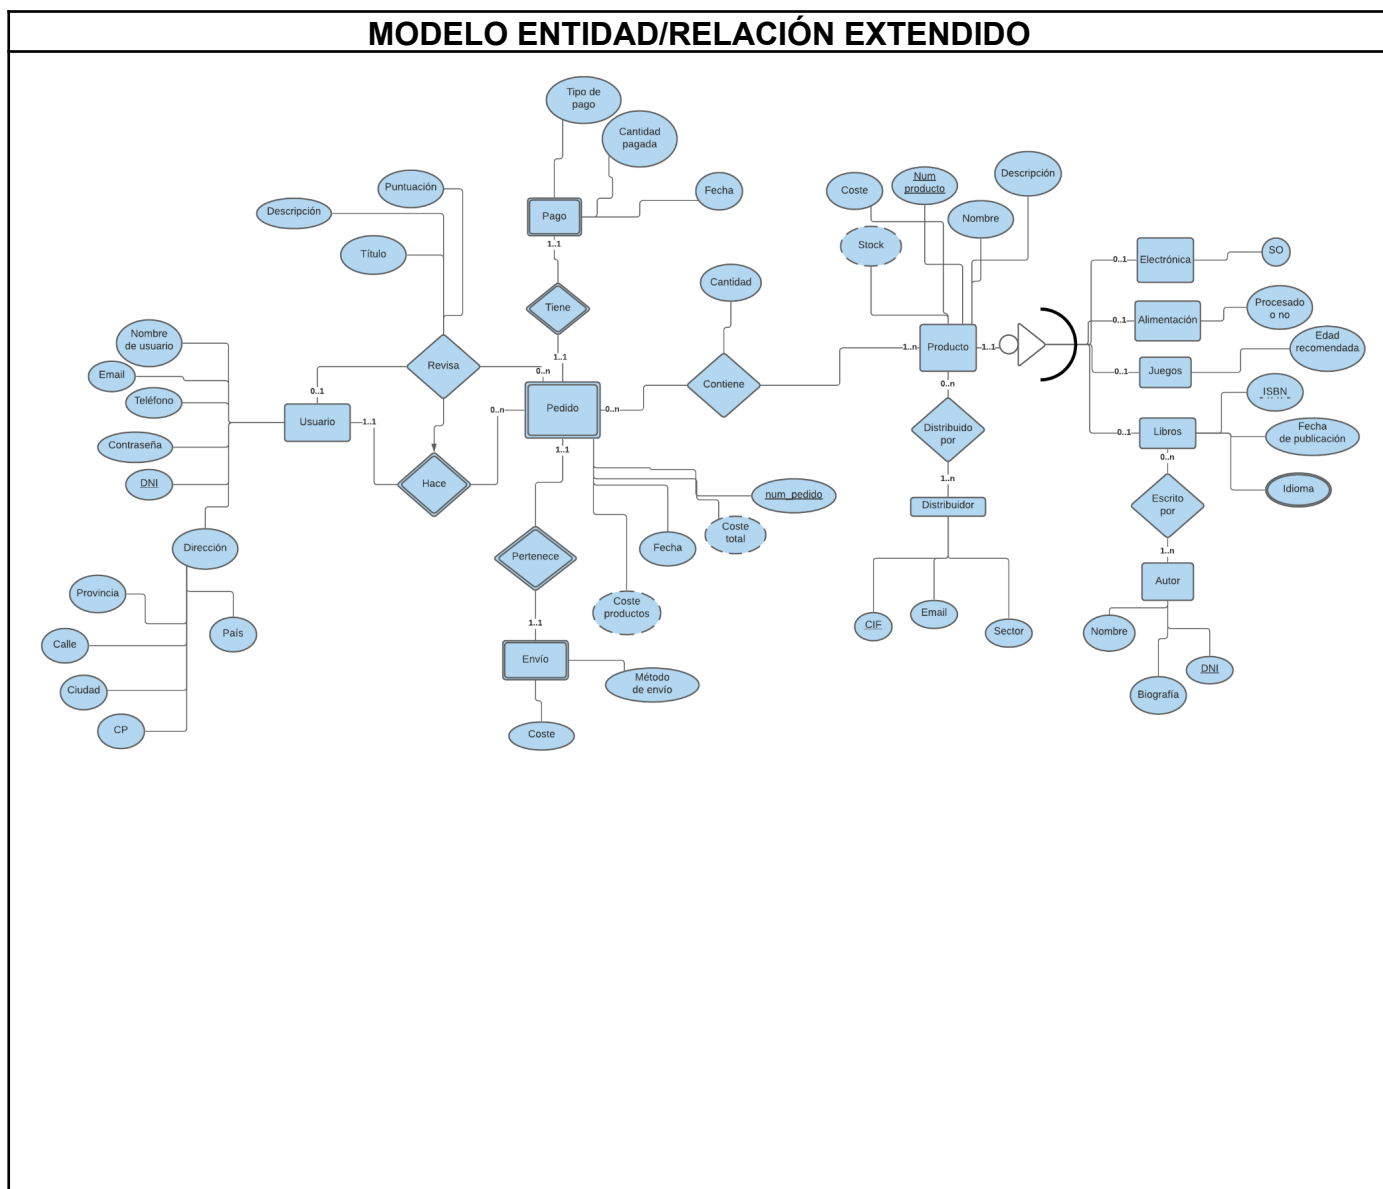 MODELO ENTIDAD/RELACIÓN EXTENDIDO
Tipo de
pago
Cantidad
pagada
Fecha
Pago
1..1
Tiene
1..1
Puntuación
Descripción
Título
Revisa
0..n
0..1
Nombre
de usuario
Email
Teléfono
Contraseña
DNI
Usuario
1..1
Hace
0..n
Pedido
0..n
1..1
Dirección
Provincia
Calle
Ciudad
CP
País
Pertenece
1..1
Envío
Método
de envío
Coste
num_pedido
Coste
total
Fecha
Coste
productos
Cantidad
Contiene
1..n
Coste
Num
producto
Descripción
Nombre
Stock
Producto
1..1
0..n
Distribuido
por
1..n
Distribuidor
CIF
Email
Sector
0..1
Electrónica
SO
0..1
Alimentación
Procesado
o no
0..1
Juegos
Edad
recomendada
0..1
Libros
ISBN
Fecha
de publicación
Idioma
0..n
Escrito
por
1..n
Autor
Nombre
Biografía
DNI